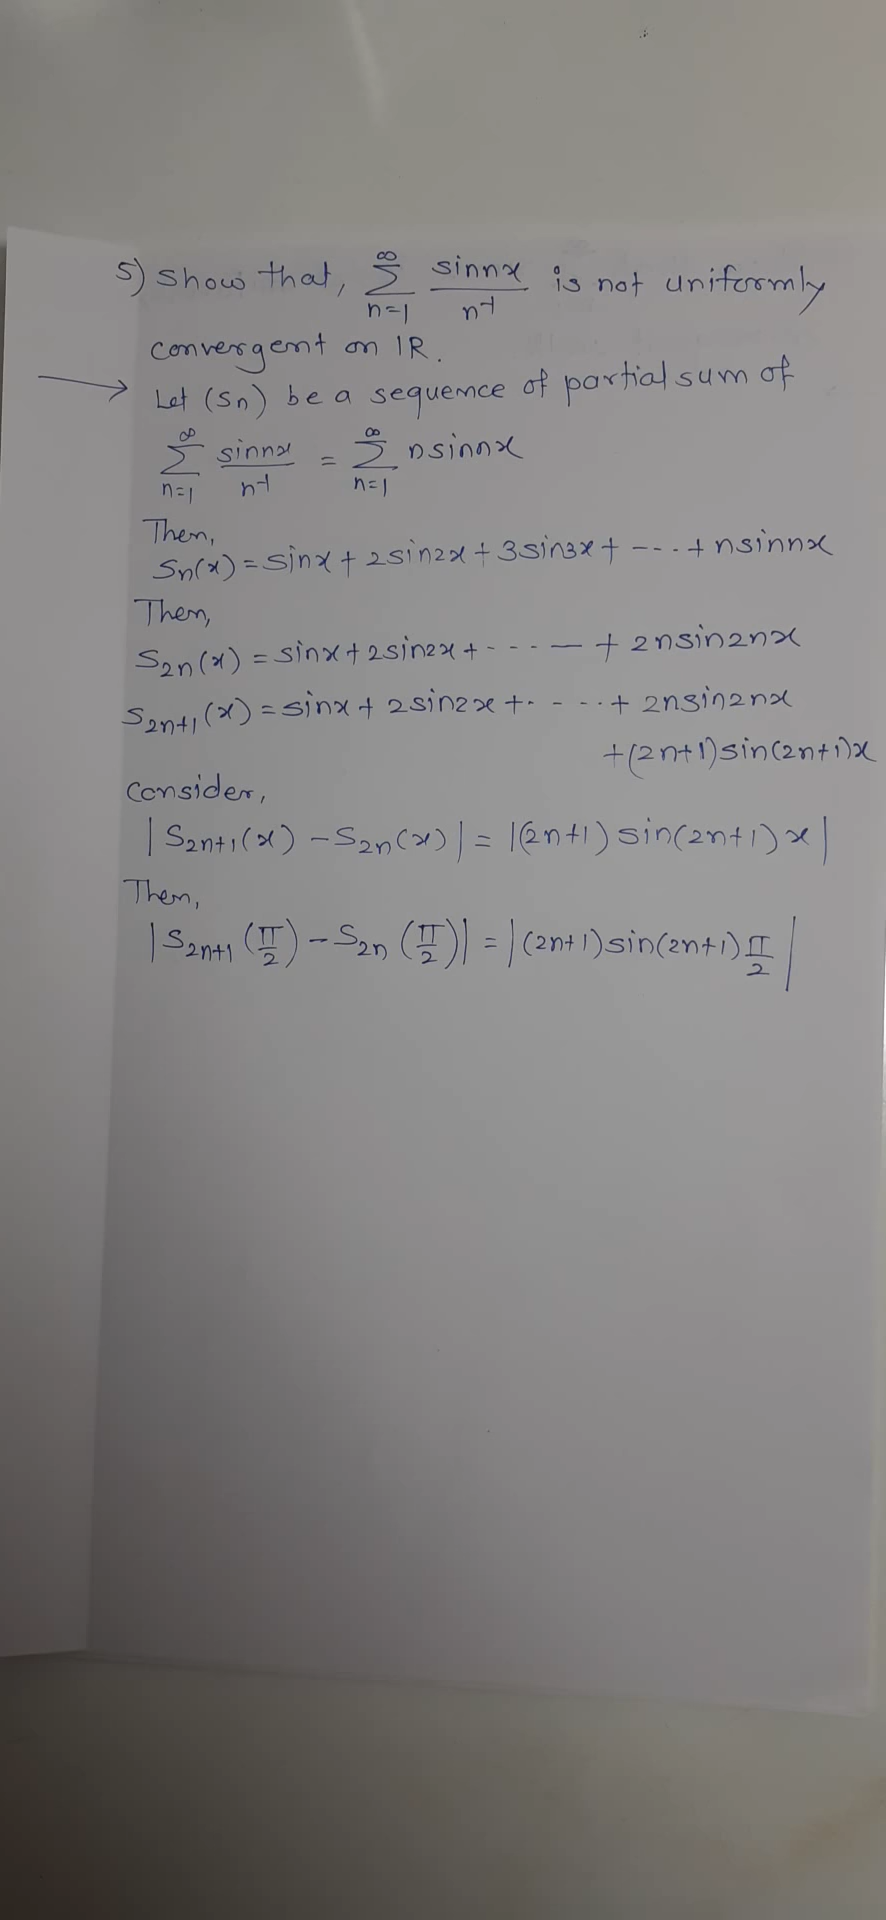 5) Show that, ∞∑n=1 sinnx/n^-1 is not uniformly
convergent on IR.
→ Let (Sn) be a sequence of partial sum of
∞∑n=1 sinnx/n^-1 = ∞∑n=1 nsinnx
Then,
Sn(x) = sinx + 2sin2x + 3sin3x + ---. + nsinnx
Then,
S2n(x) = sinx + 2sin2x + - - - — + 2nsin2nx
S2n+1(x) = sinx + 2sin2x +. - - .. + 2nsin2nx
+(2n+1)sin(2n+1)x
Consider,
|S2n+1(x) - S2n(x)| = |(2n+1) sin(2n+1)x|
Then,
|S2n+1(π/2) - S2n(π/2)| = |(2n+1)sin(2n+1)π/2|